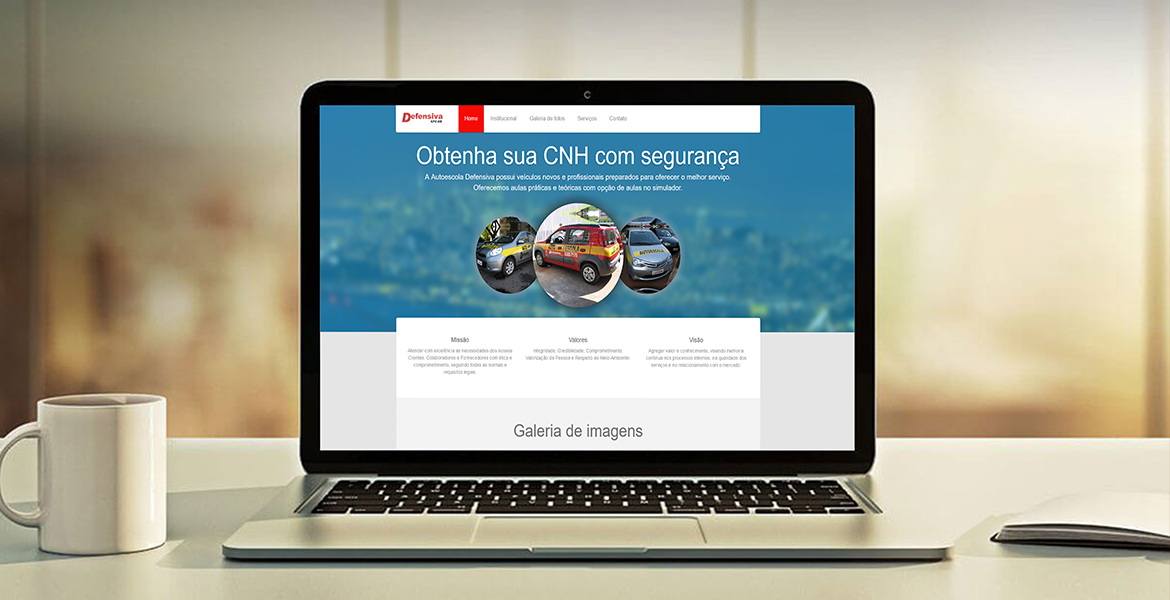 Defensiva
Home Institucional Galeria de fotos Serviços Contato
Obtenha sua CNH com segurança
A Autoescola Defensiva possui veículos novos e profissionais preparados para oferecer o melhor serviço.
Oferecemos aulas práticas e teóricas com opção de aulas no simulador.
AUTOESCOLA
Missão
Atender com excelência as necessidades dos nossos
Clientes, Colaboradores e Fornecedores com ética e
comprometimento, seguindo todas as normas e
requisitos legais.
Valores
Integridade, Credibilidade, Comprometimento,
Valorização da Pessoa e Respeito ao Meio Ambiente.
Visão
Agregar valor e conhecimento, visando melhoria
contínua aos processos internos, na qualidade dos
serviços e no relacionamento com o mercado.
Galeria de imagens